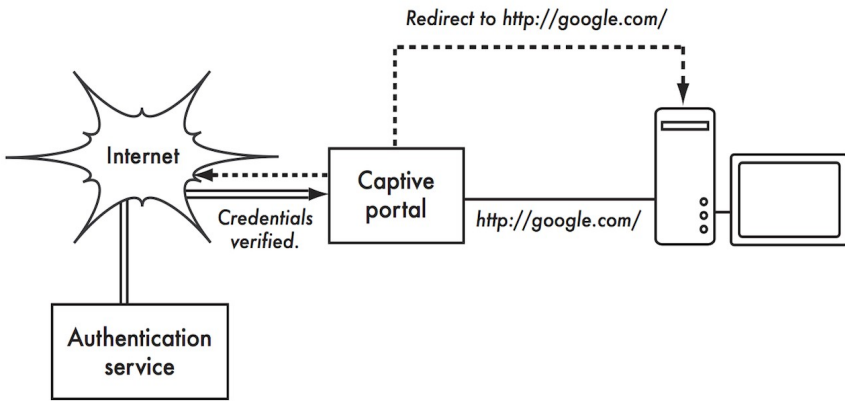 Redirect to http://google.com/
Internet
Captive
portal
Credentials
verified.
http://google.com/
Authentication
service